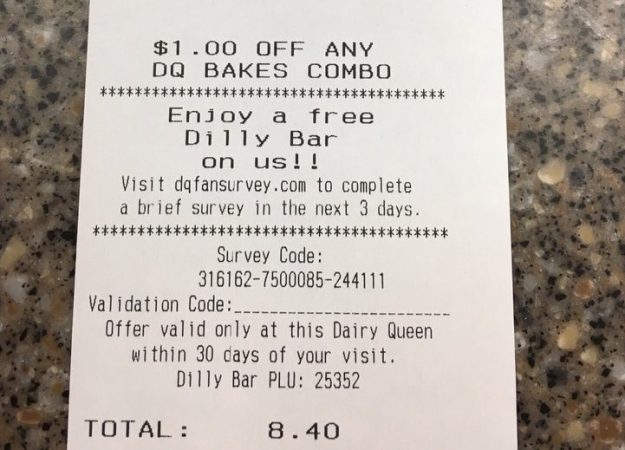 $1.00 OFF ANY
DQ BAKES COMBO
******************************************
Enjoy a free
Dilly Bar
on us!!
Visit dqfansurvey.com to complete
a brief survey in the next 3 days.
*******************************************
Survey Code:
316162-7500085-244111
Validation Code:_______________________
Offer valid only at this Dairy Queen
within 30 days of your visit.
Dilly Bar PLU: 25352
TOTAL: 8.40